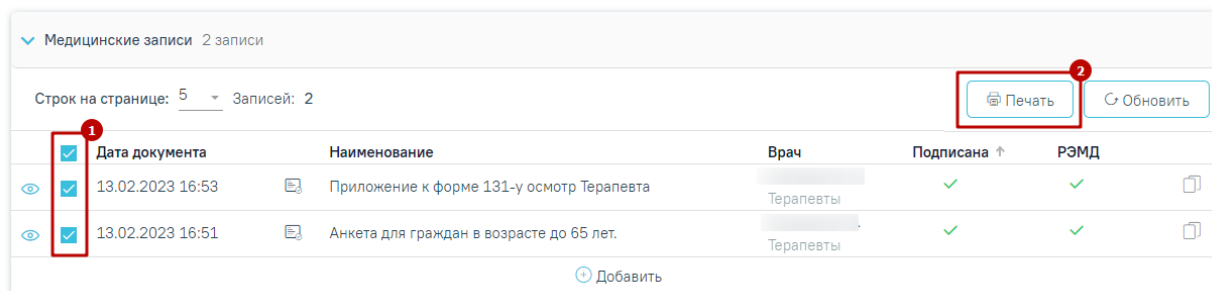 Медицинские записи 2 записи
2
Строк на странице: 5 Записей: 2 Печать Обновить
1
Дата документа Наименование Врач Подписана РЭМД
13.02.2023 16:53 Приложение к форме 131-у осмотр Терапевта Терапевты
13.02.2023 16:51 Анкета для граждан в возрасте до 65 лет. Терапевты
Добавить